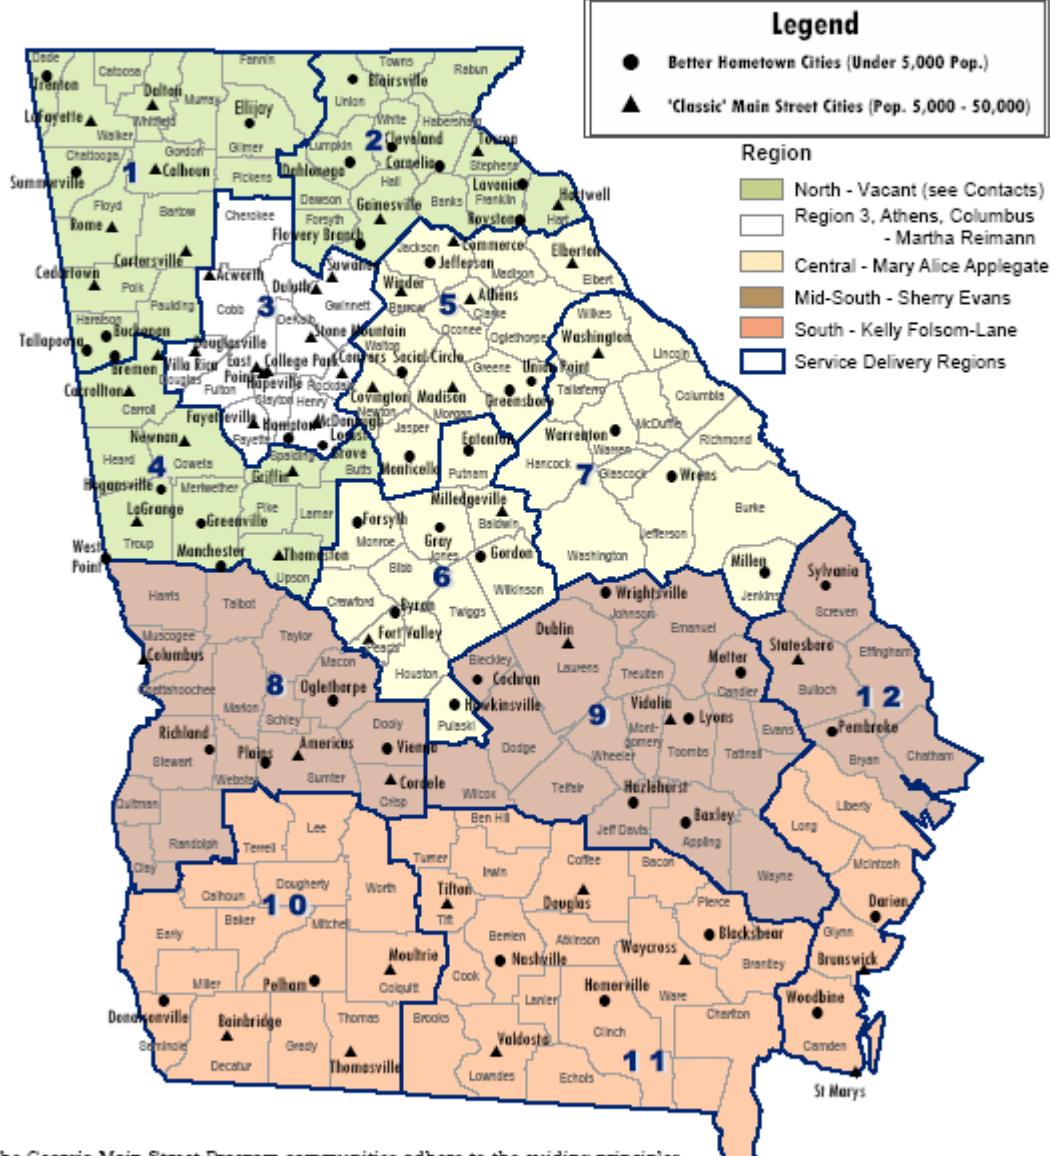 Legend
Better Hometown Cities (Under 5,000 Pop.)
'Classic' Main Street Cities (Pop. 5,000 - 50,000)
Region
North - Vacant (see Contacts)
Region 3, Athens, Columbus
- Martha Reimann
Central - Mary Alice Applegate
Mid-South - Sherry Evans
South - Kelly Folsom-Lane
Service Delivery Regions
Dade
Trenton
Catoosa
Fannin
Towns
Rabun
Dalton
Murray
Ellijay
Blairsville
Union
LaFayette
Walker
Whitfield
Gilmer
White
Habersham
2
Cleveland
Toccoa
Chattooga
Gordon
Lumpkin
Cornelia
Stephens
Summerville
1
Calhoun
Pickens
Dahlonega
Hall
Lavonia
Franklin
Hartwell
Hart
Floyd
Bartow
Cherokee
Dawson
Forsyth
Gainesville
Banks
Royston
Rome
Flowery Branch
Cartersville
Acworth
Suwanee
Jackson
Commerce
Jefferson
Madison
Elberton
Elbert
Cedartown
Polk
Paulding
Cobb
3
Duluth
Gwinnett
Winder
Barrow
5
Athens
Clarke
Oconee
Oglethorpe
Wilkes
Haralson
Tallapoosa
Buchanan
Bremen
Villa Rica
Douglasville
Douglas
DeKalb
Stone Mountain
Walton
Washington
Lincoln
East
Point
College Park
Hapeville
Conyers
Social Circle
Rockdale
Greene
Union Point
Taliaferro
Carrollton
Carroll
Fulton
Clayton
Henry
Covington
Newton
Madison
Morgan
Greensboro
Columbia
McDuffie
Fayetteville
Fayette
Hampton
McDonough
Locust
Grove
Jasper
Warrenton
Warren
Richmond
Newnan
Heard
4
Coweta
Spalding
Griffin
Butts
Monticello
Eatonton
Putnam
Hancock
7
Glascock
Wrens
Hogansville
Meriwether
Pike
Lamar
Milledgeville
Baldwin
Burke
LaGrange
Troup
Greenville
Forsyth
Monroe
Gray
Jones
Gordon
Jefferson
West
Point
Manchester
Thomaston
Upson
Bibb
6
Wilkinson
Washington
Millen
Jenkins
Sylvania
Screven
Harris
Talbot
Crawford
Byron
Twiggs
Wrightsville
Johnson
Emanuel
Muscogee
Taylor
Fort Valley
Peach
Dublin
Laurens
Statesboro
Effingham
Columbus
Macon
Houston
Bleckley
Cochran
Treutlen
Metter
Candler
Bulloch
12
Chattahoochee
Marion
8
Oglethorpe
Schley
Dooly
Hawkinsville
Pulaski
9
Vidalia
Lyons
Evans
Pembroke
Bryan
Chatham
Richland
Stewart
Plains
Americus
Vienna
Dodge
Mont-
gomery
Wheeler
Toombs
Tattnall
Webster
Sumter
Cordele
Crisp
Wilcox
Telfair
Hazlehurst
Jeff Davis
Baxley
Appling
Liberty
Long
Quitman
Randolph
Clay
Terrell
Lee
Ben Hill
Turner
Irwin
Coffee
Bacon
Wayne
McIntosh
Calhoun
Dougherty
Worth
Tilton
Tift
Douglas
Pierce
Darien
10
Early
Baker
Mitchell
Berrien
Atkinson
Waycross
Blackshear
Brantley
Glynn
Brunswick
Miller
Pelham
Moultrie
Colquitt
Cook
Nashville
Homerville
Ware
Woodbine
Donalsonville
Seminole
Bainbridge
Decatur
Grady
Thomas
Thomasville
Brooks
Lanier
Clinch
Charlton
Camden
Valdosta
Lowndes
Echols
11
St Marys
he Georgia Main Street Program communities adhere to the guiding principles